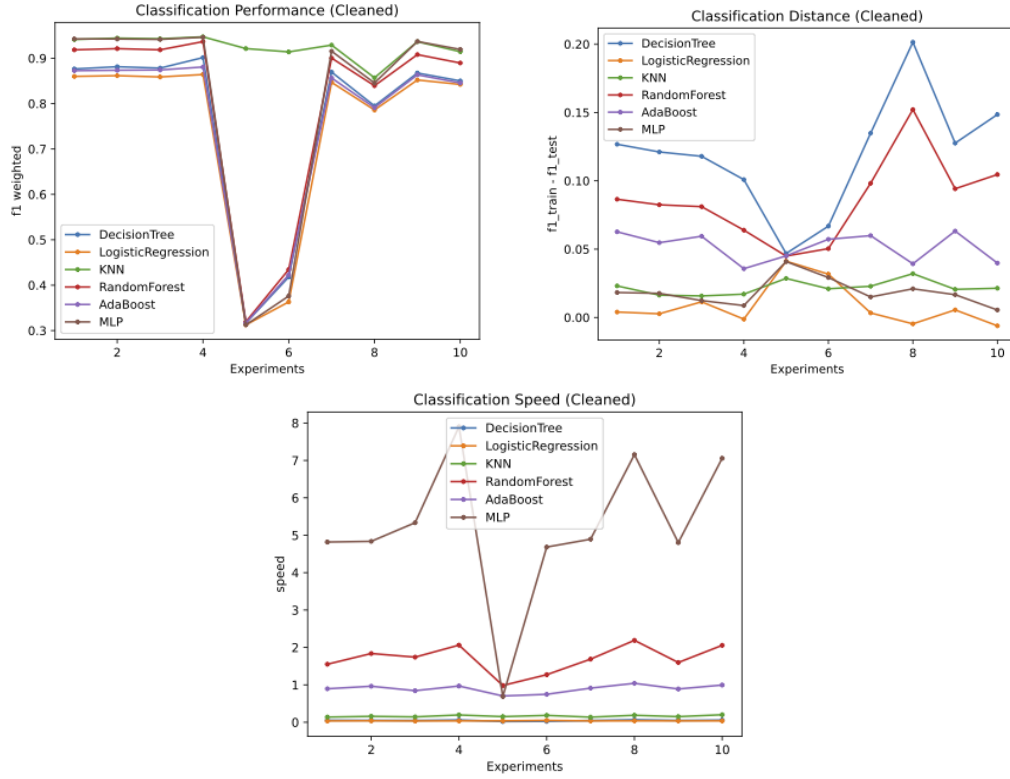 Classification Performance (Cleaned)
f1 weighted
0.9
0.8
0.7
0.6
0.5
0.4
0.3
DecisionTree
LogisticRegression
KNN
RandomForest
AdaBoost
MLP
2
4
6
8
10
Experiments
Classification Distance (Cleaned)
f1_train - f1_test
0.20
0.15
0.10
0.05
0.00
DecisionTree
LogisticRegression
KNN
RandomForest
AdaBoost
MLP
2
4
6
8
10
Experiments
Classification Speed (Cleaned)
speed
8
7
6
5
4
3
2
1
0
DecisionTree
LogisticRegression
KNN
RandomForest
AdaBoost
MLP
2
4
6
8
10
Experiments